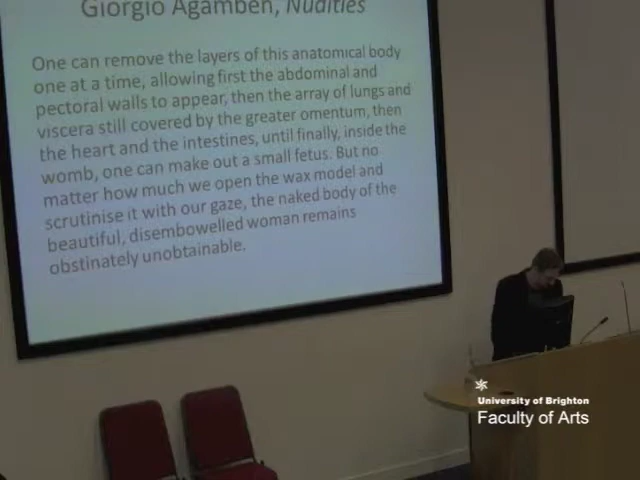 Giorgio Agamben, Nudities
One can remove the layers of this anatomical body
one at a time, allowing first the abdominal and
pectoral walls to appear, then the array of lungs and
viscera still covered by the greater omentum, then
the heart and the intestines, until finally, inside the
womb, one can make out a small fetus. But no
matter how much we open the wax model and
scrutinise it with our gaze, the naked body of the
beautiful, disembowelled woman remains
obstinately unobtainable.
University of Brighton
Faculty of Arts